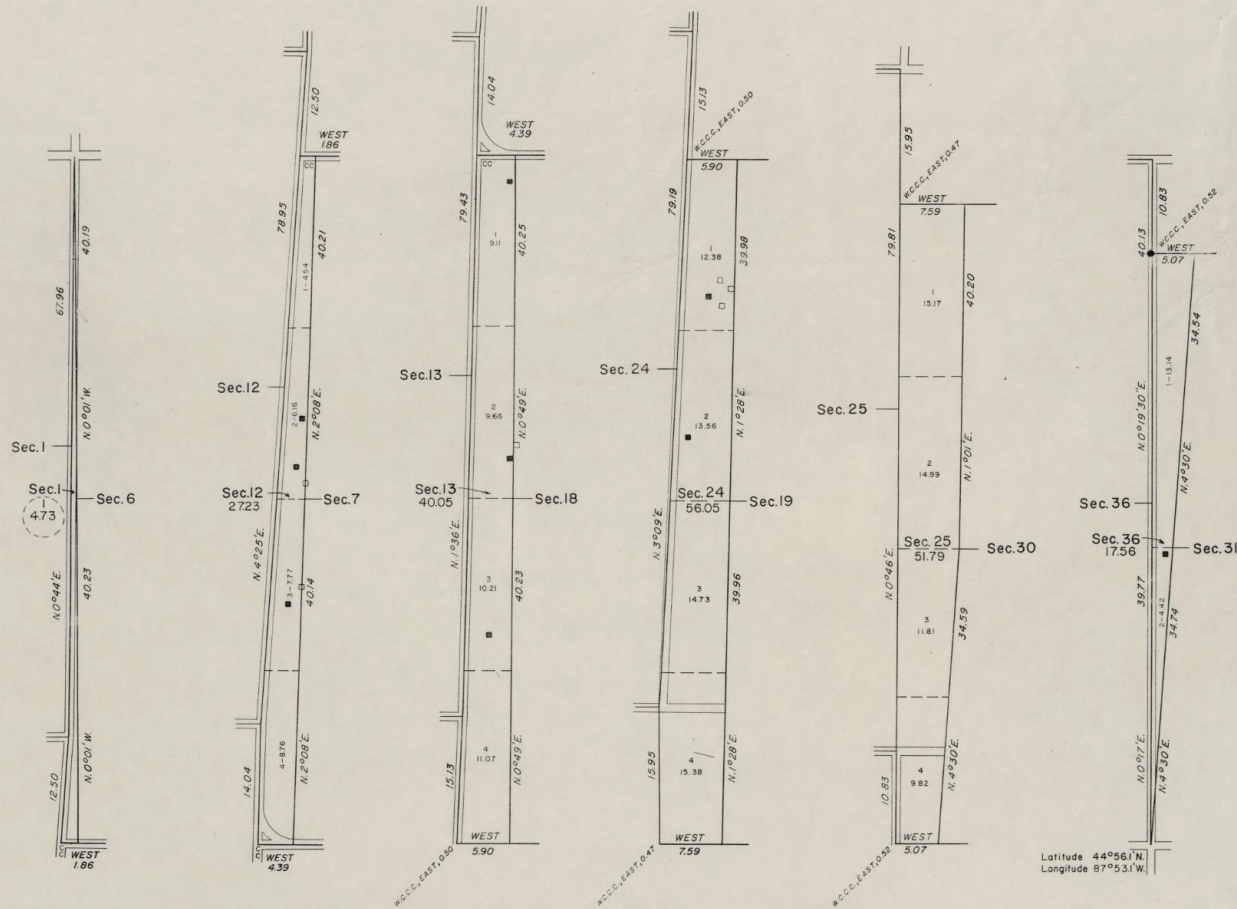 67.96
40.19
N.0°01'W.
Sec.1
Sec.1
1
4.73
Sec. 6
N.0°44'E.
40.23
N.0°01'W.
12.50
C
C
WEST
1.86
12.50
WEST
1.86
CC
78.95
40.21
1-4.54
Sec.12
2-6.16
N.2°08'E.
Sec.12
27.23
Sec.7
N.4°25'E.
3-7.77
40.14
4-8.76
N.2°08'E.
14.04
C
C
WEST
4.39
14.04
WEST
4.39
CC
79.43
1
9.11
40.25
Sec.13
2
9.66
N.0°49'E.
Sec.13
40.05
Sec.18
N.1°36'E.
3
10.21
40.23
4
11.07
N.0°49'E.
15.13
WEST
5.90
W.C.C.C., EAST, 0.50
15.13
W.C.C.C., EAST, 0.50
WEST
5.90
79.19
1
12.38
39.98
Sec. 24
2
13.56
N.1°28'E.
Sec. 24
56.05
Sec.19
N.3°09'E.
3
14.73
39.96
4
15.38
N.1°28'E.
15.95
WEST
7.59
W.C.C.C., EAST, 0.47
15.95
W.C.C.C., EAST, 0.47
WEST
7.59
79.81
1
15.17
40.20
Sec. 25
2
14.99
N.1°01'E.
Sec. 25
51.79
Sec.30
N.0°46'E.
3
11.81
34.59
4
9.82
N.4°30'E.
10.83
WEST
5.07
W.C.C.C., EAST, 0.52
10.83
W.C.C.C., EAST, 0.52
40.13
WEST
5.07
34.54
1-13.14
N.0°19'30"E.
N.4°30'E.
Sec. 36
Sec. 36
17.56
Sec.31
39.77
2-4.42
34.74
N.0°17'E.
N.4°30'E.
Latitude 44°56.1'N.
Longitude 87°53.1'W.